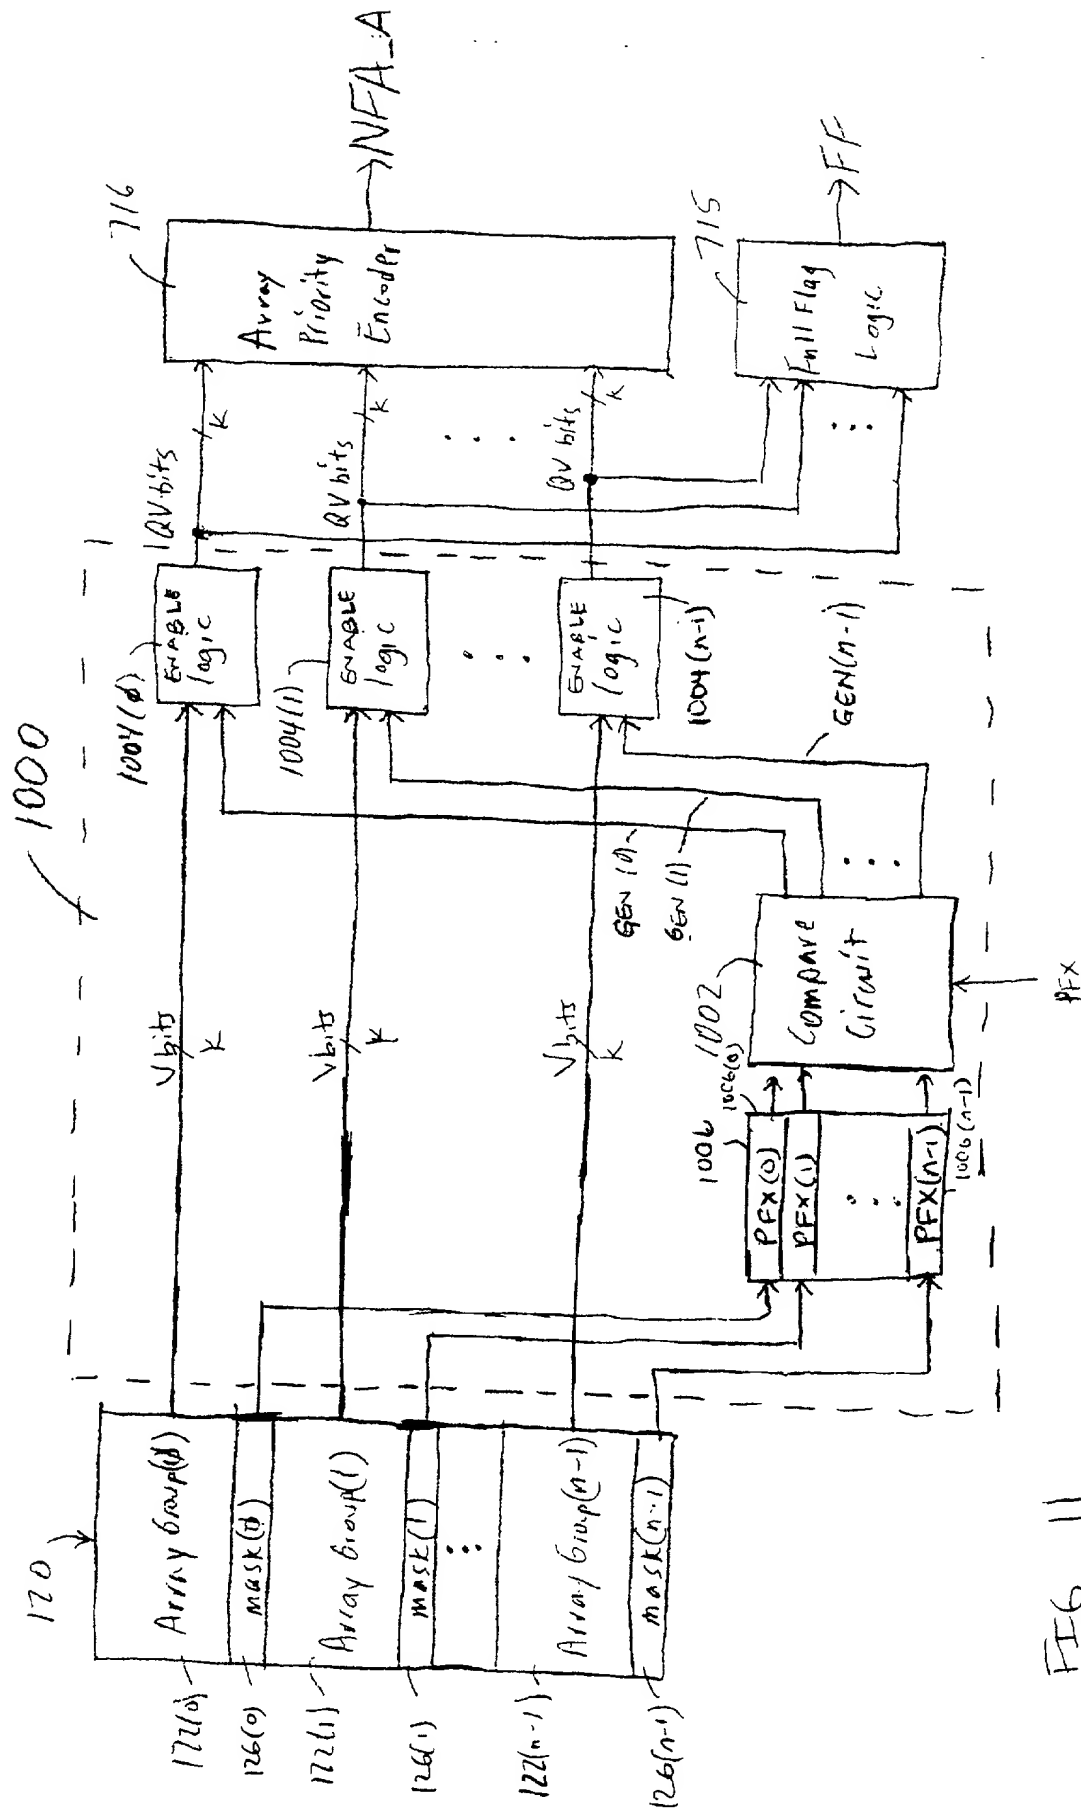 1000
120
Array Group(0)
mask(0)
Array Group(1)
mask(1)
Array Group(n-1)
mask(n-1)
122(0)
126(0)
122(1)
126(1)
122(n-1)
126(n-1)
V bits
K
V bits
K
V bits
K
1004(0)
ENABLE
Logic
1004(1)
ENABLE
Logic
ENABLE
Logic
1004(n-1)
QV bits
K
QV bits
K
QV bits
K
716
Array
Priority
Encoder
NFA_A
715
Full Flag
Logic
FF
GEN(0)
GEN(1)
GEN(n-1)
1002
Compare
Circuit
PFX
1006
1006(0)
PFX(0)
PFX(1)
PFX(n-1)
1006(n-1)
FIG 11